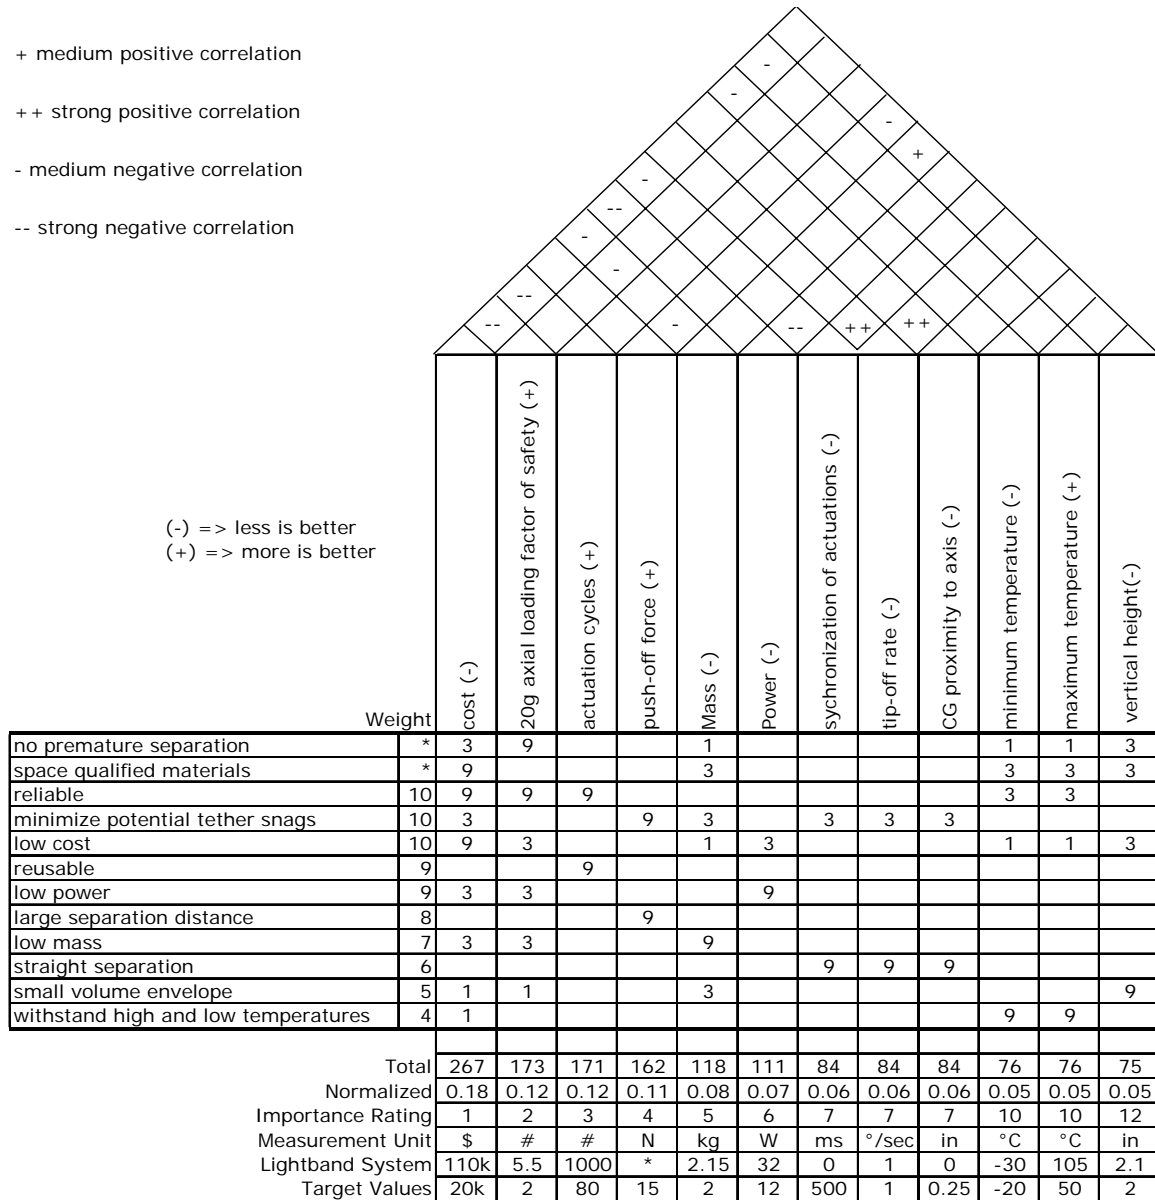 + medium positive correlation
++ strong positive correlation
- medium negative correlation
-- strong negative correlation
-
-
-
+
-
--
-
-
--
-- - -- ++ ++
(-) => less is better
(+) => more is better
Weight
cost (-)
20g axial loading factor of safety (+)
actuation cycles (+)
push-off force (+)
Mass (-)
Power (-)
sychronization of actuations (-)
tip-off rate (-)
CG proximity to axis (-)
minimum temperature (-)
maximum temperature (+)
vertical height(-)
no premature separation * 3 9 1 1 1 3
space qualified materials * 9 3 3 3 3
reliable 10 9 9 9 3 3
minimize potential tether snags 10 3 9 3 3 3 3
low cost 10 9 3 1 3 1 1 3
reusable 9 9
low power 9 3 3 9
large separation distance 8 9
low mass 7 3 3 9
straight separation 6 9 9 9
small volume envelope 5 1 1 3 9
withstand high and low temperatures 4 1 9 9
Total 267 173 171 162 118 111 84 84 84 76 76 75
Normalized 0.18 0.12 0.12 0.11 0.08 0.07 0.06 0.06 0.06 0.05 0.05 0.05
Importance Rating 1 2 3 4 5 6 7 7 7 10 10 12
Measurement Unit $ # # N kg W ms °/sec in °C °C in
Lightband System 110k 5.5 1000 * 2.15 32 0 1 0 -30 105 2.1
Target Values 20k 2 80 15 2 12 500 1 0.25 -20 50 2